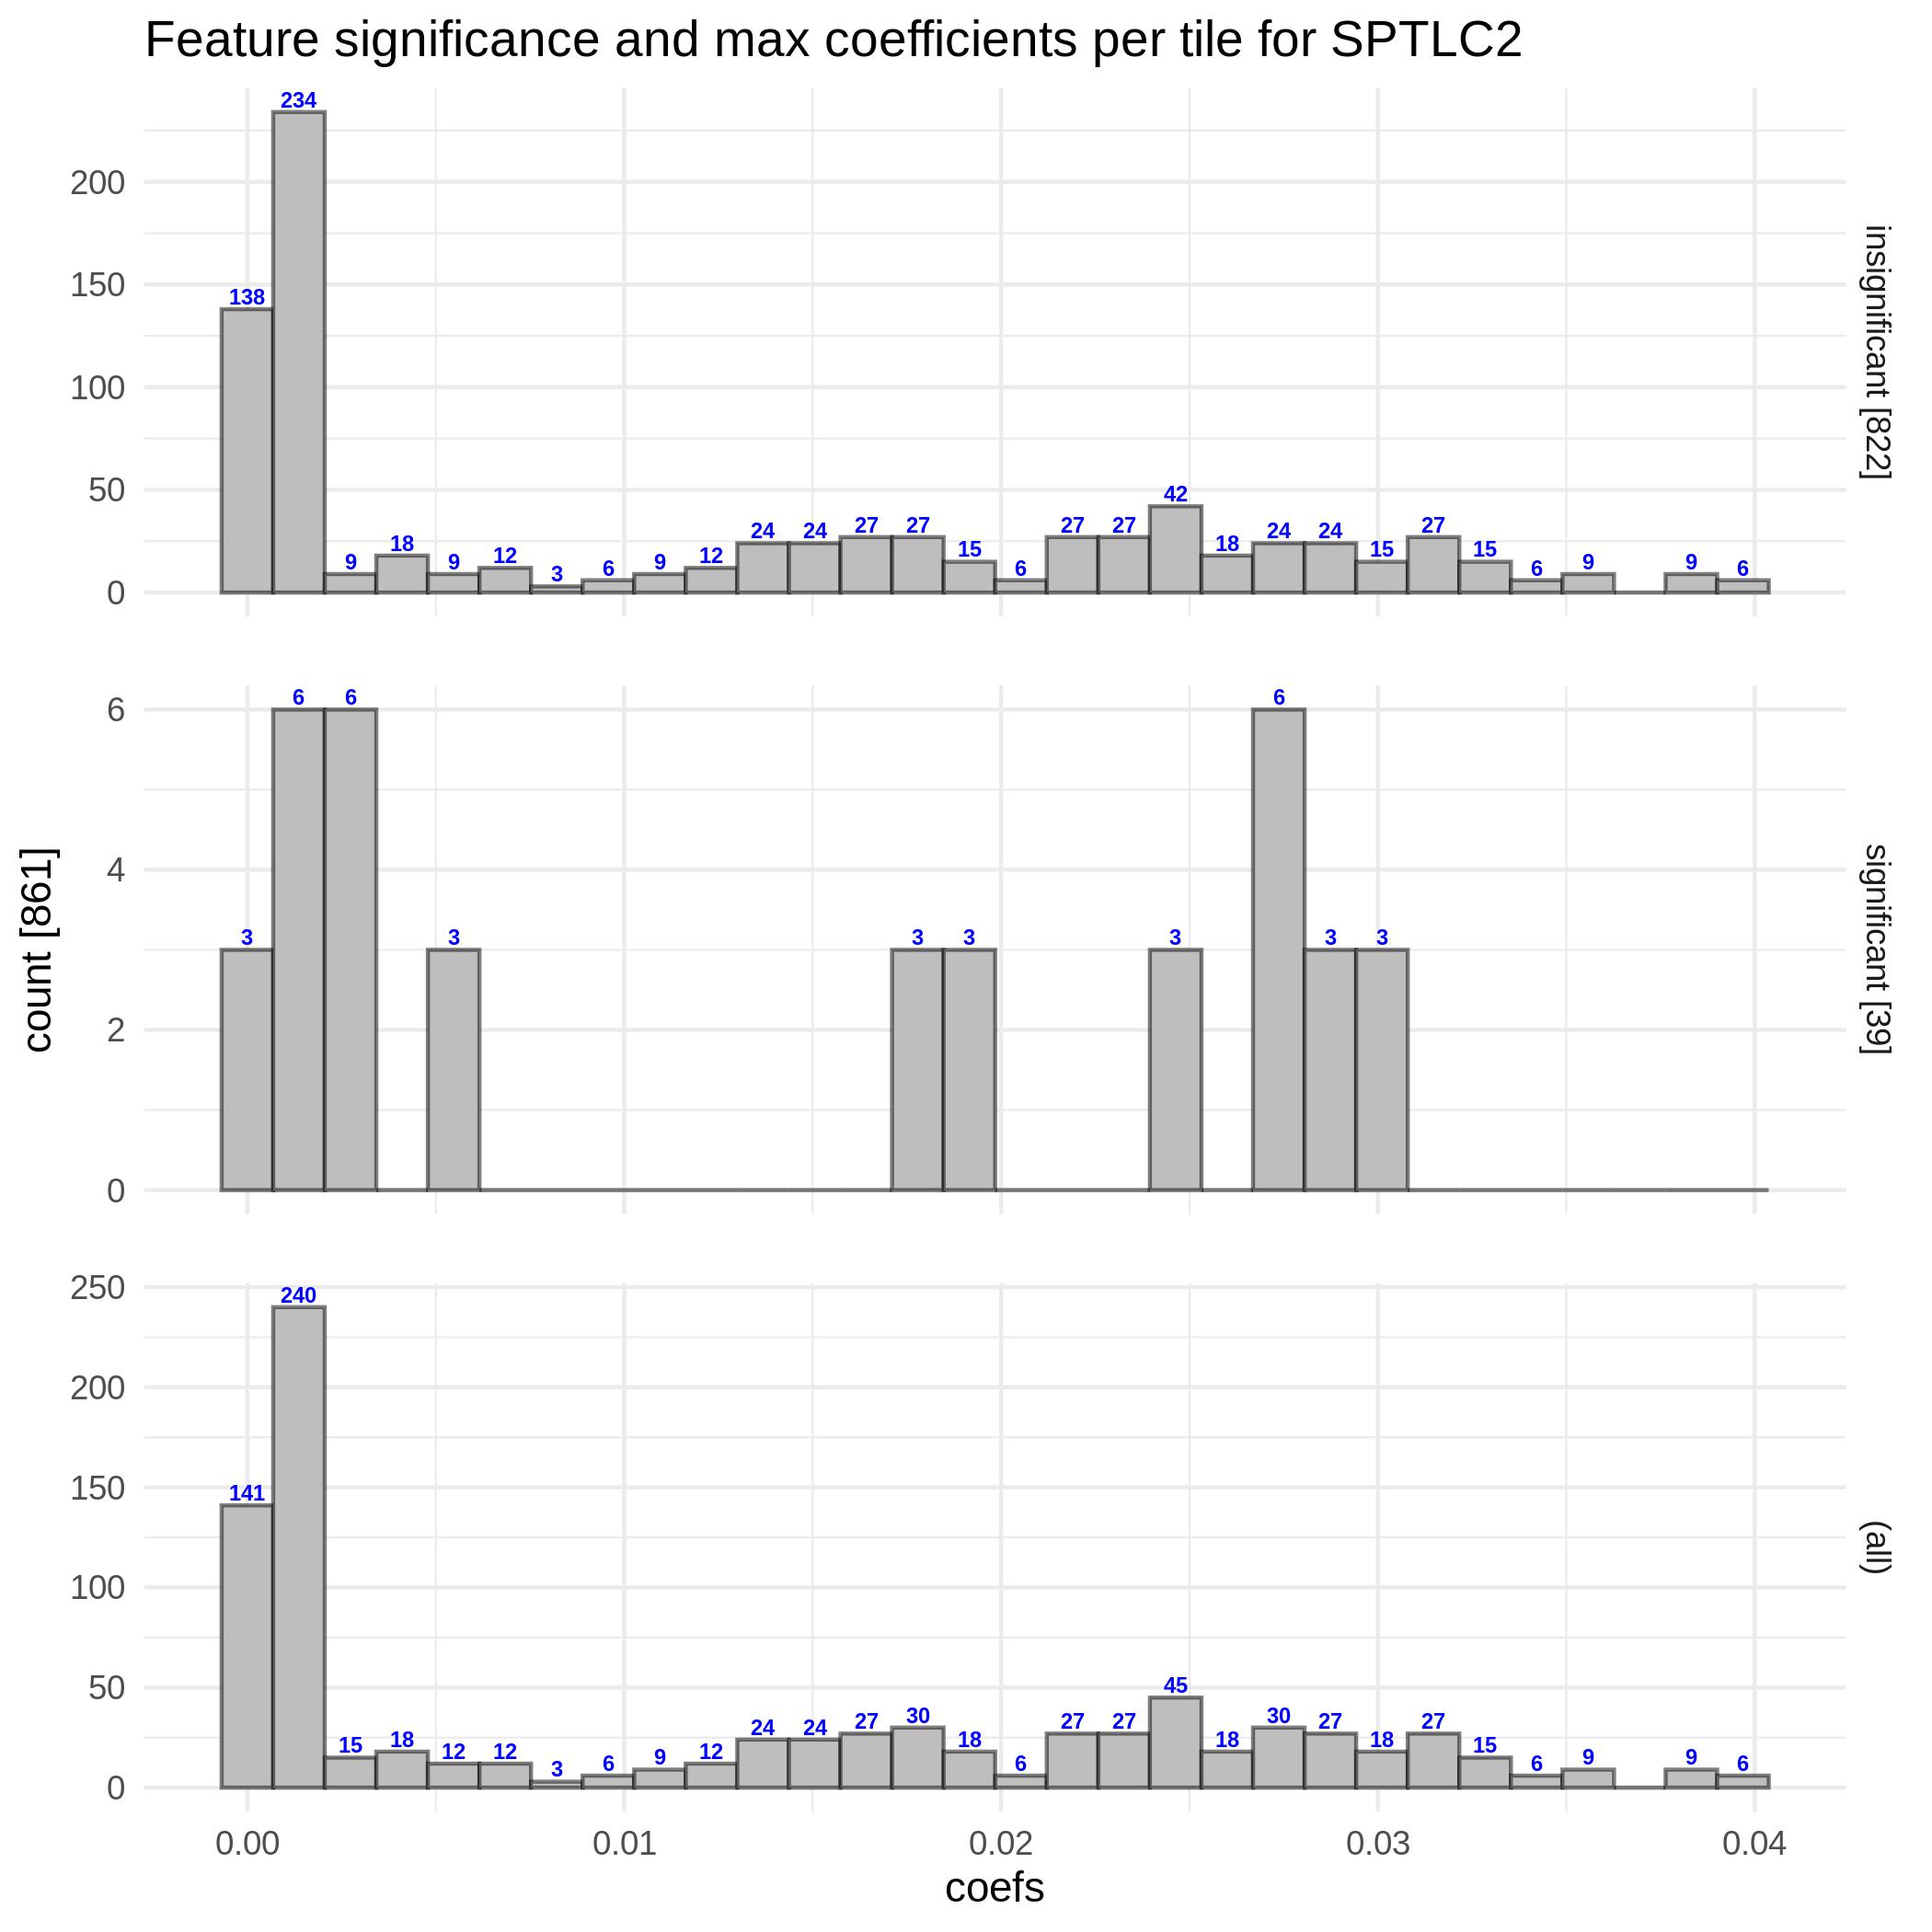 Feature significance and max coefficients per tile for SPTLC2
234
200
138
150
100
50
42
27 27 27 27 27
24 24 24 24
18 18
15 15 15
12 12
9 9 9 9 9
6 6 6 6
3
0
insignificant [822]
6 6 6
6
4
3 3 3 3 3 3 3
2
0
significant [39]
count [861]
250
240
200
141
150
100
50
45
30 30
27 27 27 27 27
24 24
18 18 18 18
15 15
12 12 12
9 9 9
6 6 6 6
3
0
(all)
0.00 0.01 0.02 0.03 0.04
coefs